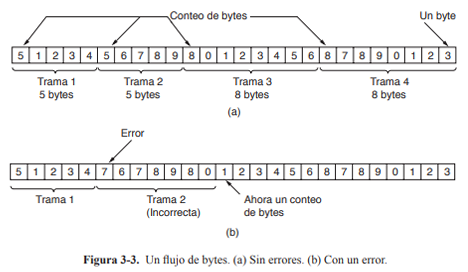 Conteo de bytes Un byte
5 1 2 3 4 5 6 7 8 9 8 0 1 2 3 4 5 6 8 7 8 9 0 1 2 3
Trama 1 Trama 2 Trama 3 Trama 4
5 bytes 5 bytes 8 bytes 8 bytes
(a)
Error
5 1 2 3 4 7 6 7 8 9 8 0 1 2 3 4 5 6 8 7 8 9 0 1 2 3
Trama 1 Trama 2 Ahora un conteo
(Incorrecta) de bytes
(b)
Figura 3-3. Un flujo de bytes. (a) Sin errores. (b) Con un error.